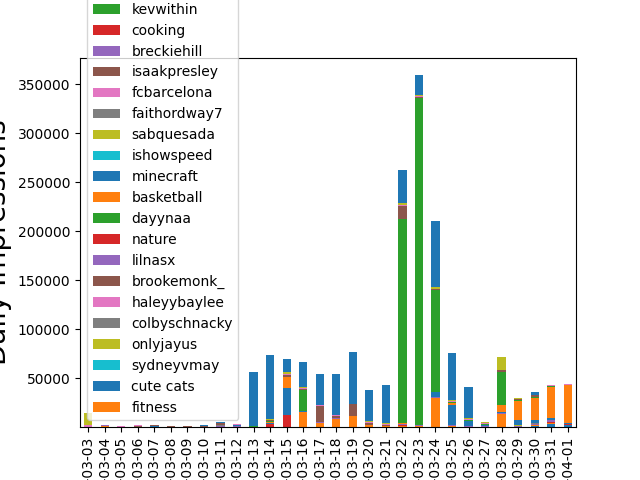 kevwithin
cooking
breckiehill
isaakpresley
fcbarcelona
faithordway7
sabquesada
ishowspeed
minecraft
basketball
dayynaa
nature
lilnasx
brookemonk_
haleyybaylee
colbyschnacky
onlyjayus
sydneyvmay
cute cats
fitness
350000
300000
250000
200000
150000
100000
50000
03-03
03-04
03-05
03-06
03-07
03-08
03-09
03-10
03-11
03-12
03-13
03-14
03-15
03-16
03-17
03-18
03-19
03-20
03-21
03-22
03-23
03-24
03-25
03-26
03-27
03-28
03-29
03-30
03-31
04-01